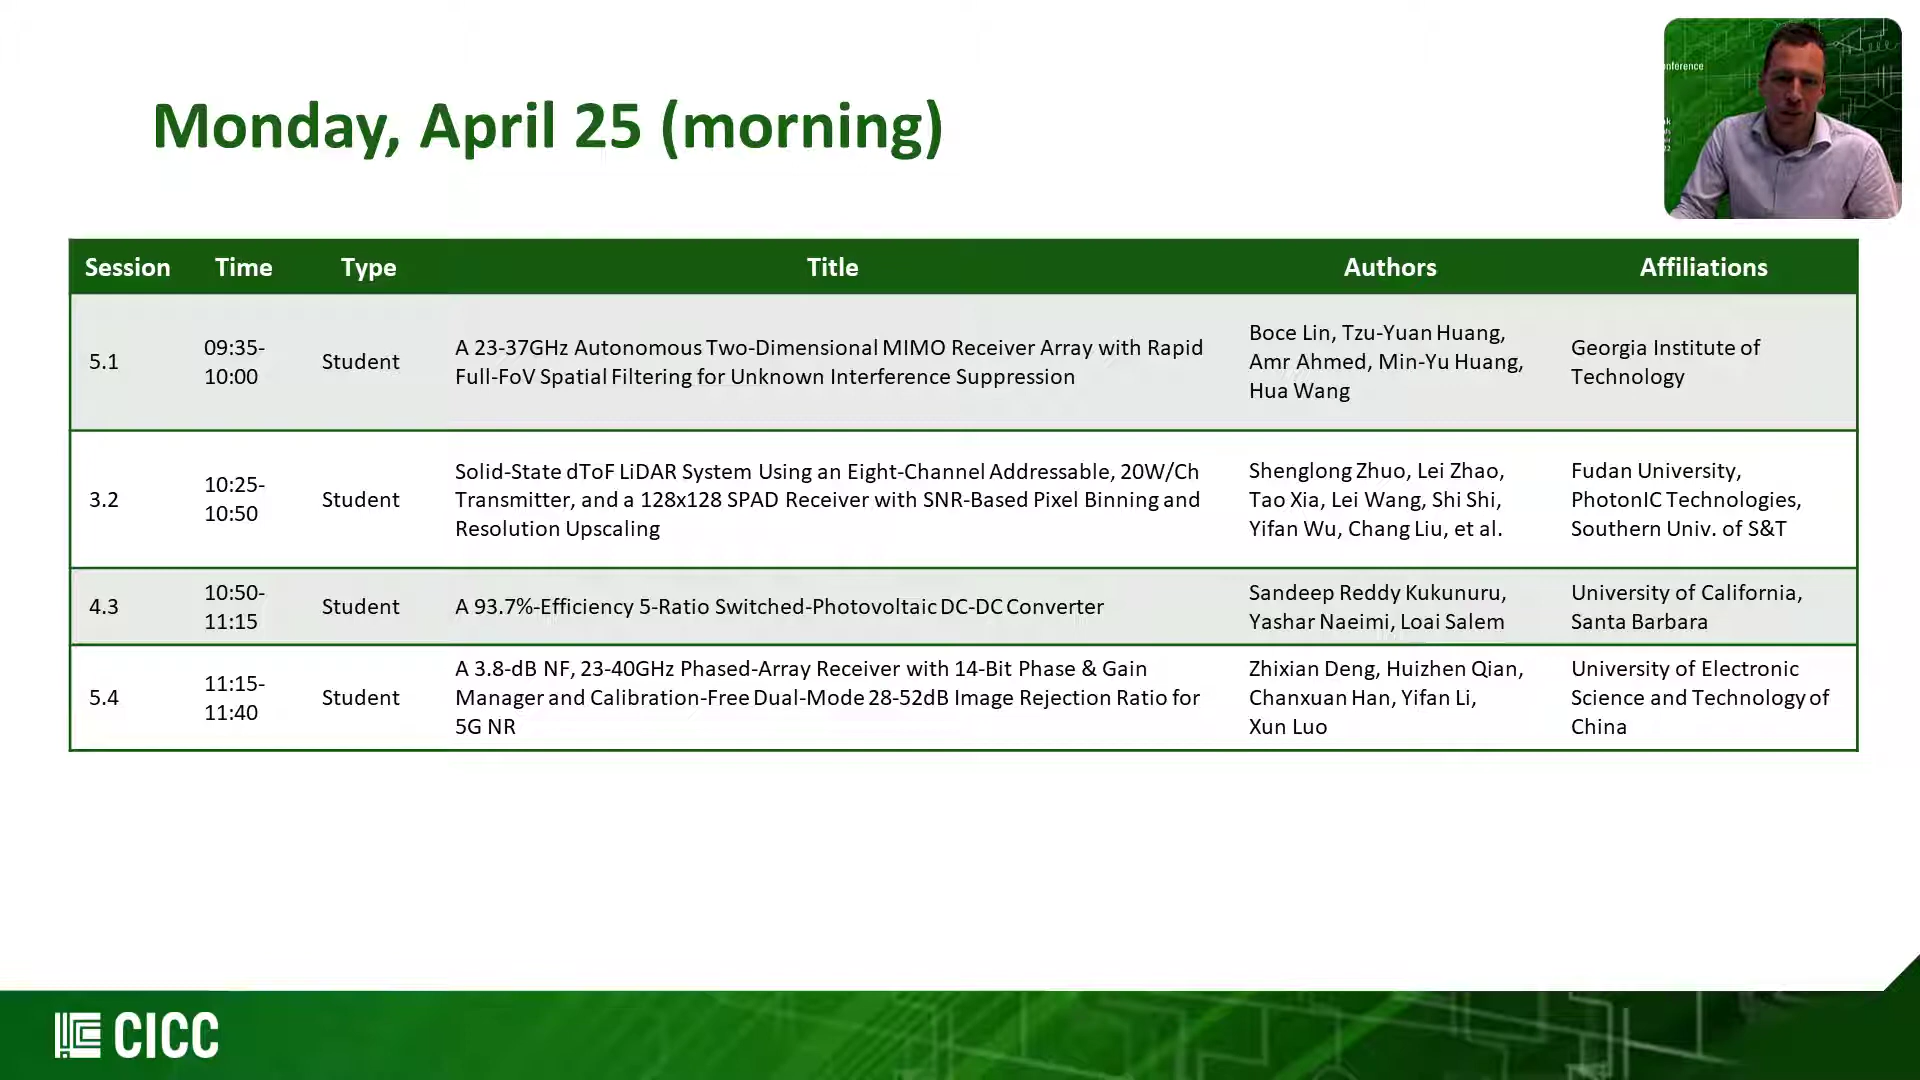 Monday, April 25 (morning)
nference
Session Time Type Title Authors Affiliations
5.1
09:35-
10:00
Student
A 23-37GHz Autonomous Two-Dimensional MIMO Receiver Array with Rapid
Full-FoV Spatial Filtering for Unknown Interference Suppression
Boce Lin, Tzu-Yuan Huang,
Amr Ahmed, Min-Yu Huang,
Hua Wang
Georgia Institute of
Technology
3.2
10:25-
10:50
Student
Solid-State dToF LiDAR System Using an Eight-Channel Addressable, 20W/Ch
Transmitter, and a 128x128 SPAD Receiver with SNR-Based Pixel Binning and
Resolution Upscaling
Shenglong Zhuo, Lei Zhao,
Tao Xia, Lei Wang, Shi Shi,
Yifan Wu, Chang Liu, et al.
Fudan University,
PhotonIC Technologies,
Southern Univ. of S&T
4.3
10:50-
11:15
Student
A 93.7%-Efficiency 5-Ratio Switched-Photovoltaic DC-DC Converter
Sandeep Reddy Kukunuru,
Yashar Naeimi, Loai Salem
University of California,
Santa Barbara
5.4
11:15-
11:40
Student
A 3.8-dB NF, 23-40GHz Phased-Array Receiver with 14-Bit Phase & Gain
Manager and Calibration-Free Dual-Mode 28-52dB Image Rejection Ratio for
5G NR
Zhixian Deng, Huizhen Qian,
Chanxuan Han, Yifan Li,
Xun Luo
University of Electronic
Science and Technology of
China
CICC